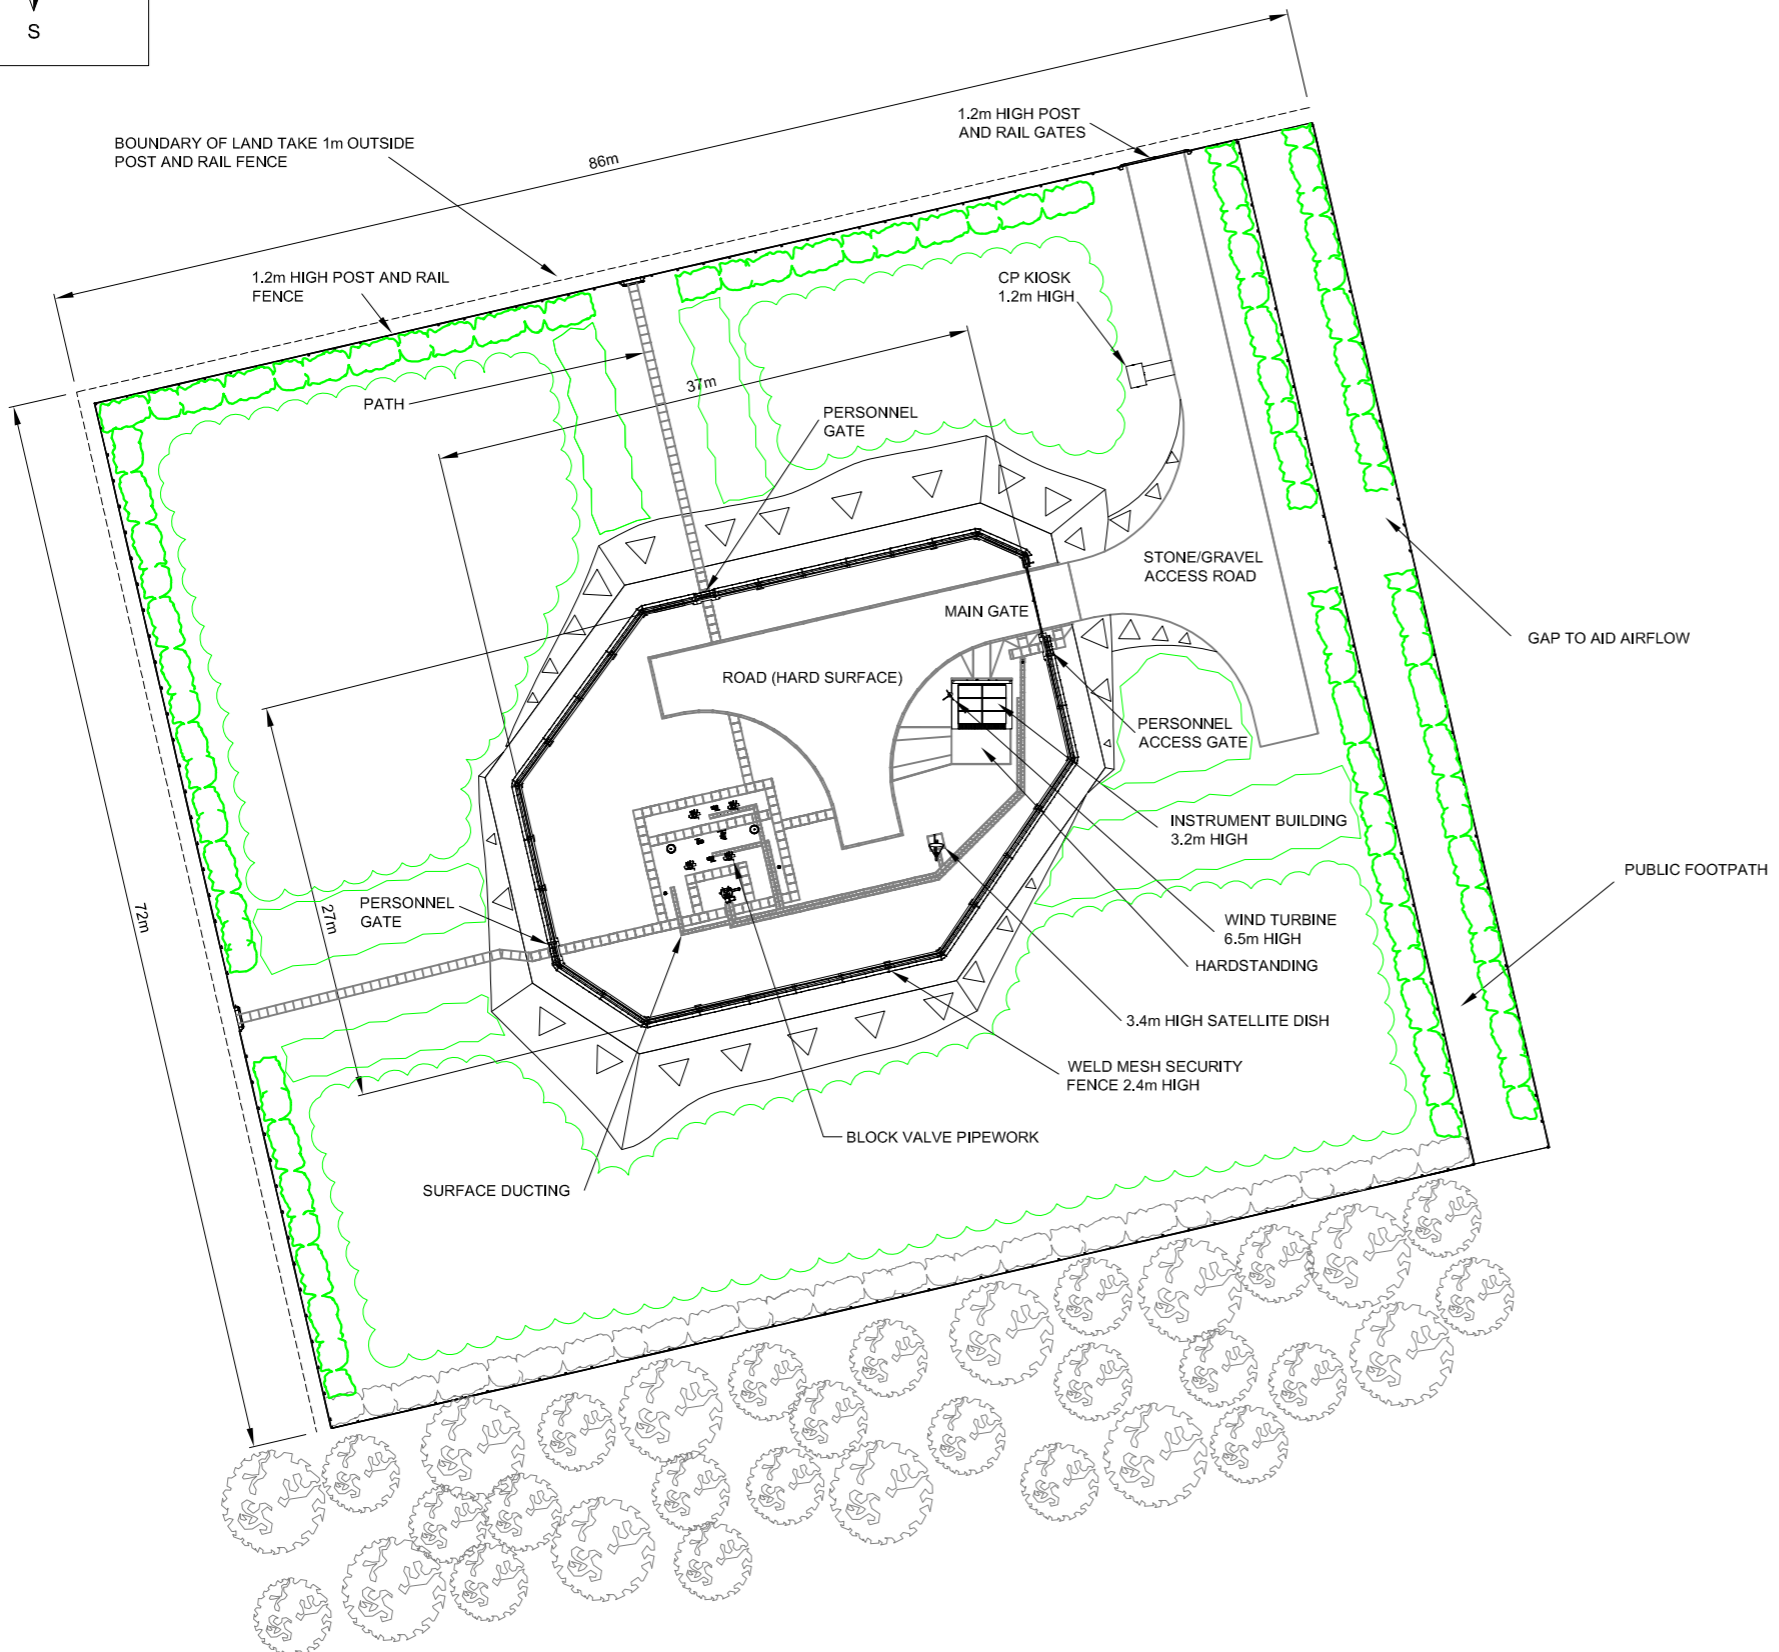 S
1.2m HIGH POST
AND RAIL GATES
BOUNDARY OF LAND TAKE 1m OUTSIDE
POST AND RAIL FENCE
86m
1.2m HIGH POST AND RAIL
FENCE
CP KIOSK
1.2m HIGH
37m
PATH
PERSONNEL
GATE
STONE/GRAVEL
ACCESS ROAD
MAIN GATE
GAP TO AID AIRFLOW
ROAD (HARD SURFACE)
PERSONNEL
ACCESS GATE
INSTRUMENT BUILDING
3.2m HIGH
PUBLIC FOOTPATH
72m
27m
PERSONNEL
GATE
WIND TURBINE
6.5m HIGH
HARDSTANDING
3.4m HIGH SATELLITE DISH
WELD MESH SECURITY
FENCE 2.4m HIGH
BLOCK VALVE PIPEWORK
SURFACE DUCTING